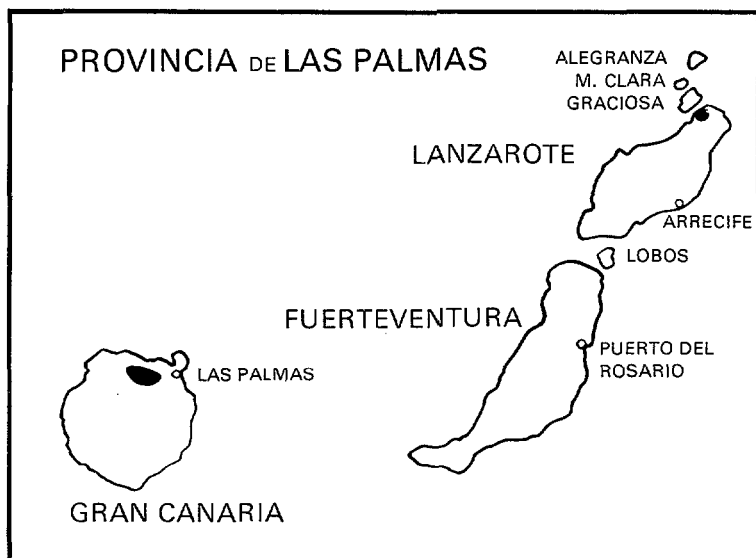 PROVINCIA DE LAS PALMAS
ALEGRANZA
M. CLARA
GRACIOSA
LANZAROTE
ARRECIFE
LOBOS
FUERTEVENTURA
PUERTO DEL
ROSARIO
LAS PALMAS
GRAN CANARIA